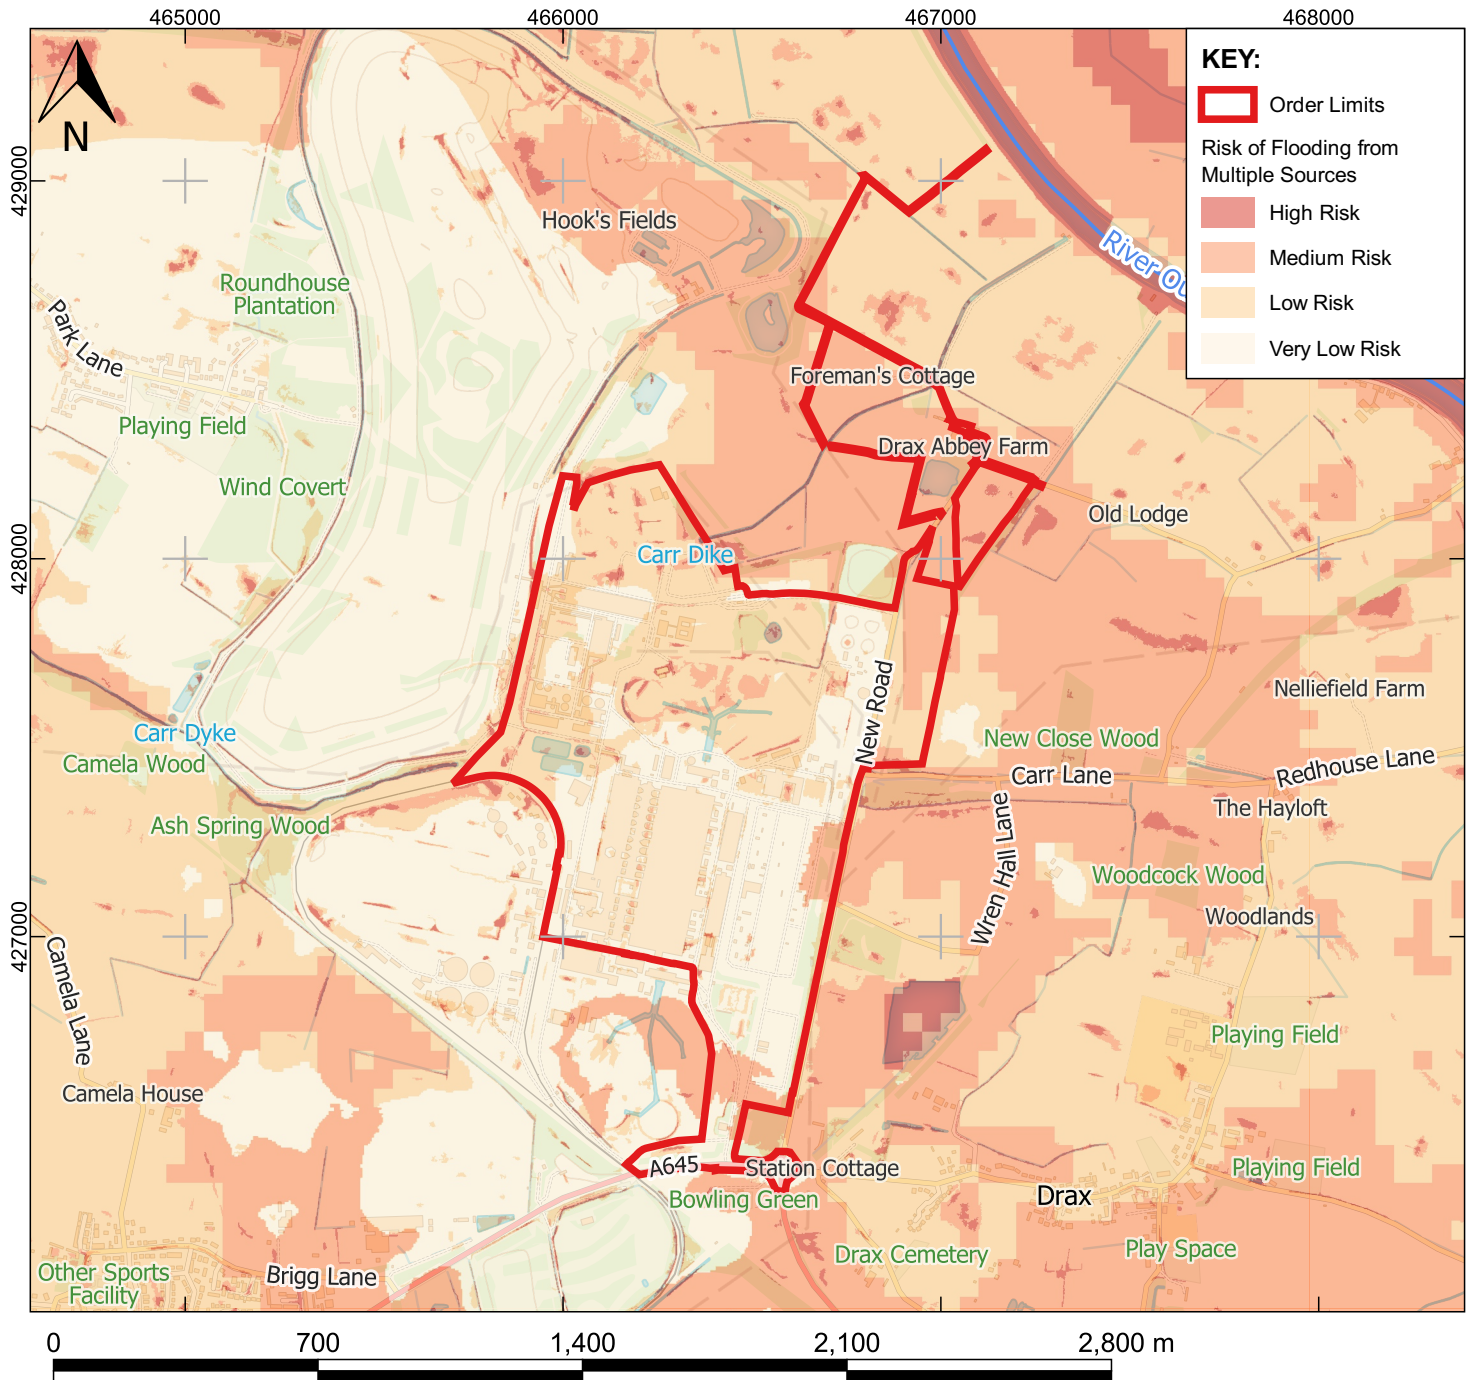 465000
466000
467000
468000
429000
428000
427000
N
KEY:
Order Limits
Risk of Flooding from
Multiple Sources
High Risk
Medium Risk
Low Risk
Very Low Risk
Hook's Fields
River Ou
Roundhouse
Plantation
Park Lane
Foreman's Cottage
Playing Field
Drax Abbey Farm
Wind Covert
Old Lodge
Carr Dike
Nelliefield Farm
New Road
Carr Dyke
New Close Wood
Camela Wood
Carr Lane
Redhouse Lane
The Hayloft
Ash Spring Wood
Wren Hall Lane
Woodcock Wood
Woodlands
Camela Lane
Playing Field
Camela House
A645
Station Cottage
Playing Field
Bowling Green
Drax
Drax Cemetery
Play Space
Other Sports
Facility
Brigg Lane
0
700
1,400
2,100
2,800 m